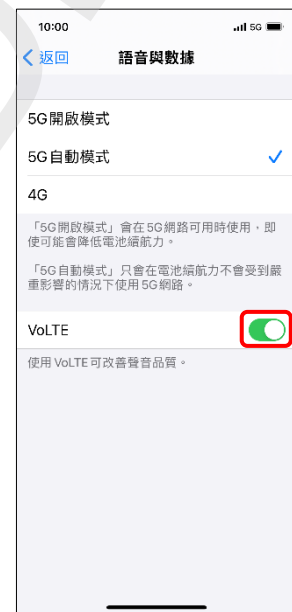 10:00 5G
返回 語音與數據
5G開啟模式
5G自動模式
4G
「5G開啟模式」會在5G網路可用時使用，即
使可能會降低電池續航力。
「5G自動模式」只會在電池續航力不會受到嚴
重影響的情況下使用5G網路。
VoLTE
使用 VoLTE 可改善聲音品質。